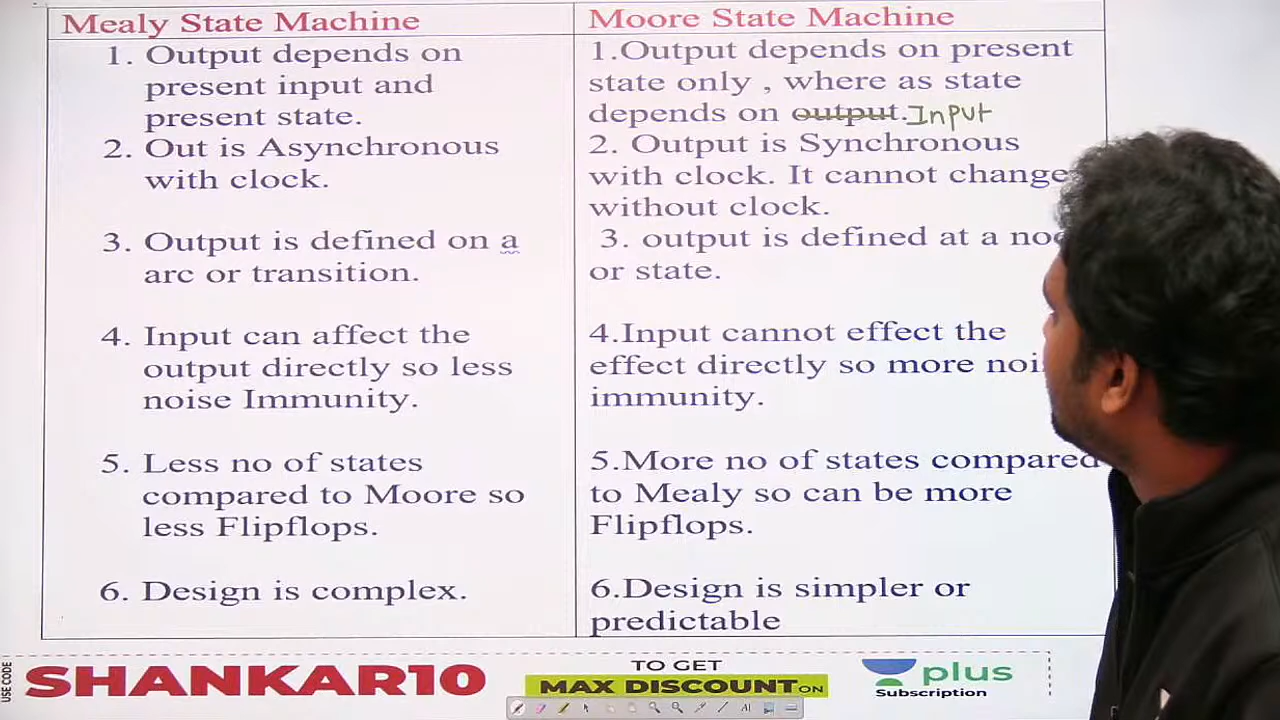 Mealy State Machine
1. Output depends on
present input and
present state.
2. Out is Asynchronous
with clock.
3. Output is defined on a
arc or transition.
4. Input can affect the
output directly so less
noise Immunity.
5. Less no of states
compared to Moore so
less Flipflops.
6. Design is complex.
Moore State Machine
1.Output depends on present
state only , where as state
depends on output. Input
2. Output is Synchronous
with clock. It cannot change
without clock.
3. output is defined at a
or state.
4.Input cannot effect the
effect directly so more
immunity.
5.More no of states compared
to Mealy so can be more
Flipflops.
6.Design is simpler or
predictable
USE CODE
SHANKAR10
TO GET
MAX DISCOUNT ON
plus
Subscription